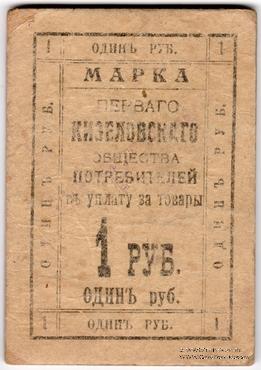 1 ОДИНЪ РУБ. 1
МАРКА
ПЕРВАГО
КИЗЕЛОВСКАГО
ОБЩЕСТВА
ПОТРЕБИТЕЛЕЙ
въ уплату за товары
1 РУБ.
ОДИНЪ руб.
1 ОДИНЪ РУБ. 1
ОДИНЪ РУБ.
ОДИНЪ РУБ.